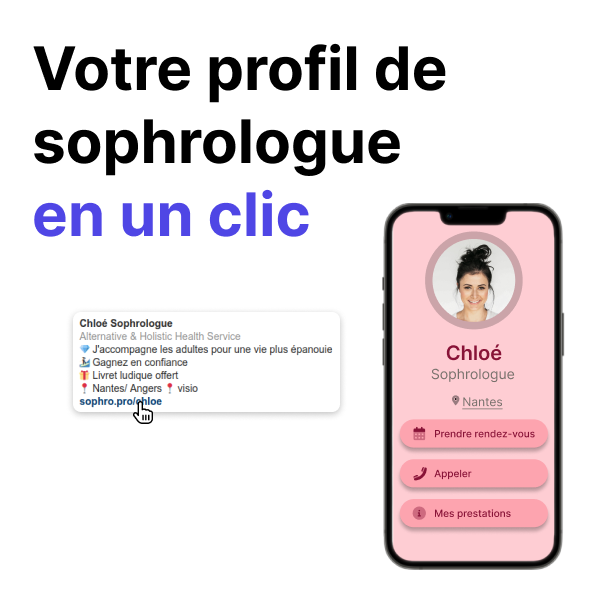 Votre profil de
sophrologue
en un clic
Chloé Sophrologue
Alternative & Holistic Health Service
💎 J'accompagne les adultes pour une vie plus épanouie
🏄 Gagnez en confiance
🎁 Livret ludique offert
📍 Nantes/ Angers 📍 visio
sophro.pro/chloe
Chloé
Sophrologue
Nantes
Prendre rendez-vous
Appeler
Mes prestations